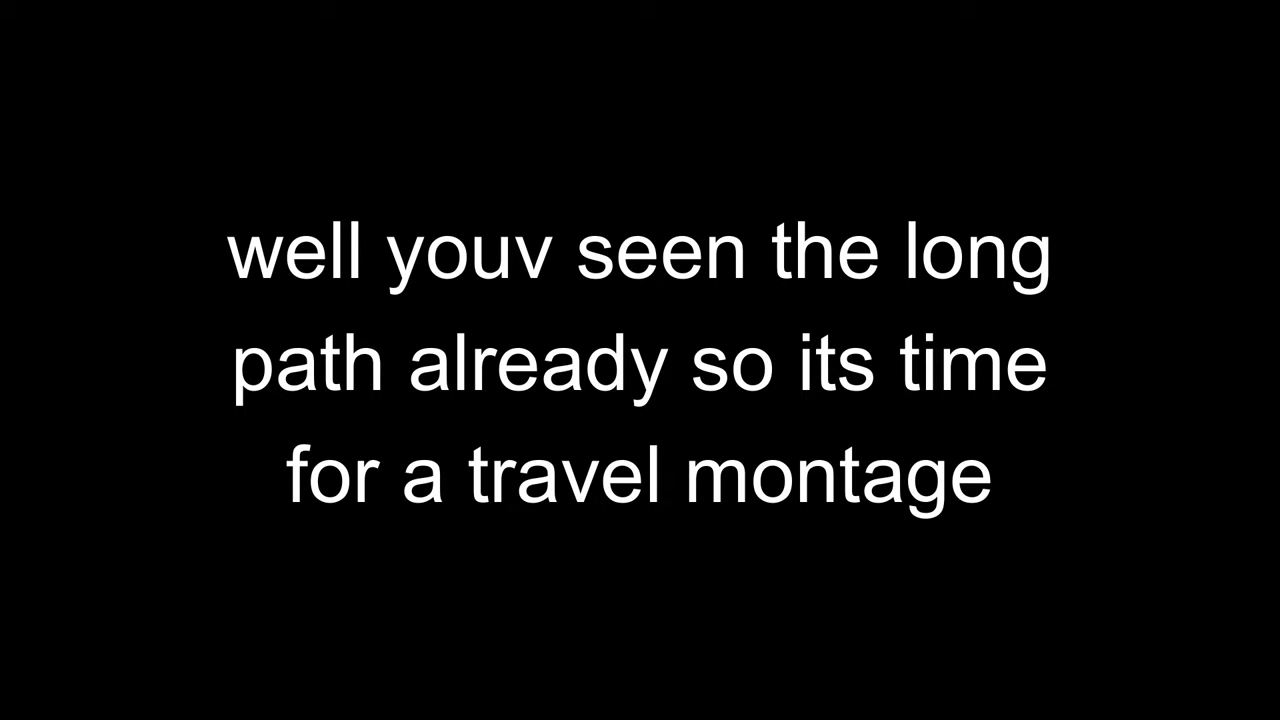 well youv seen the long
path already so its time
for a travel montage